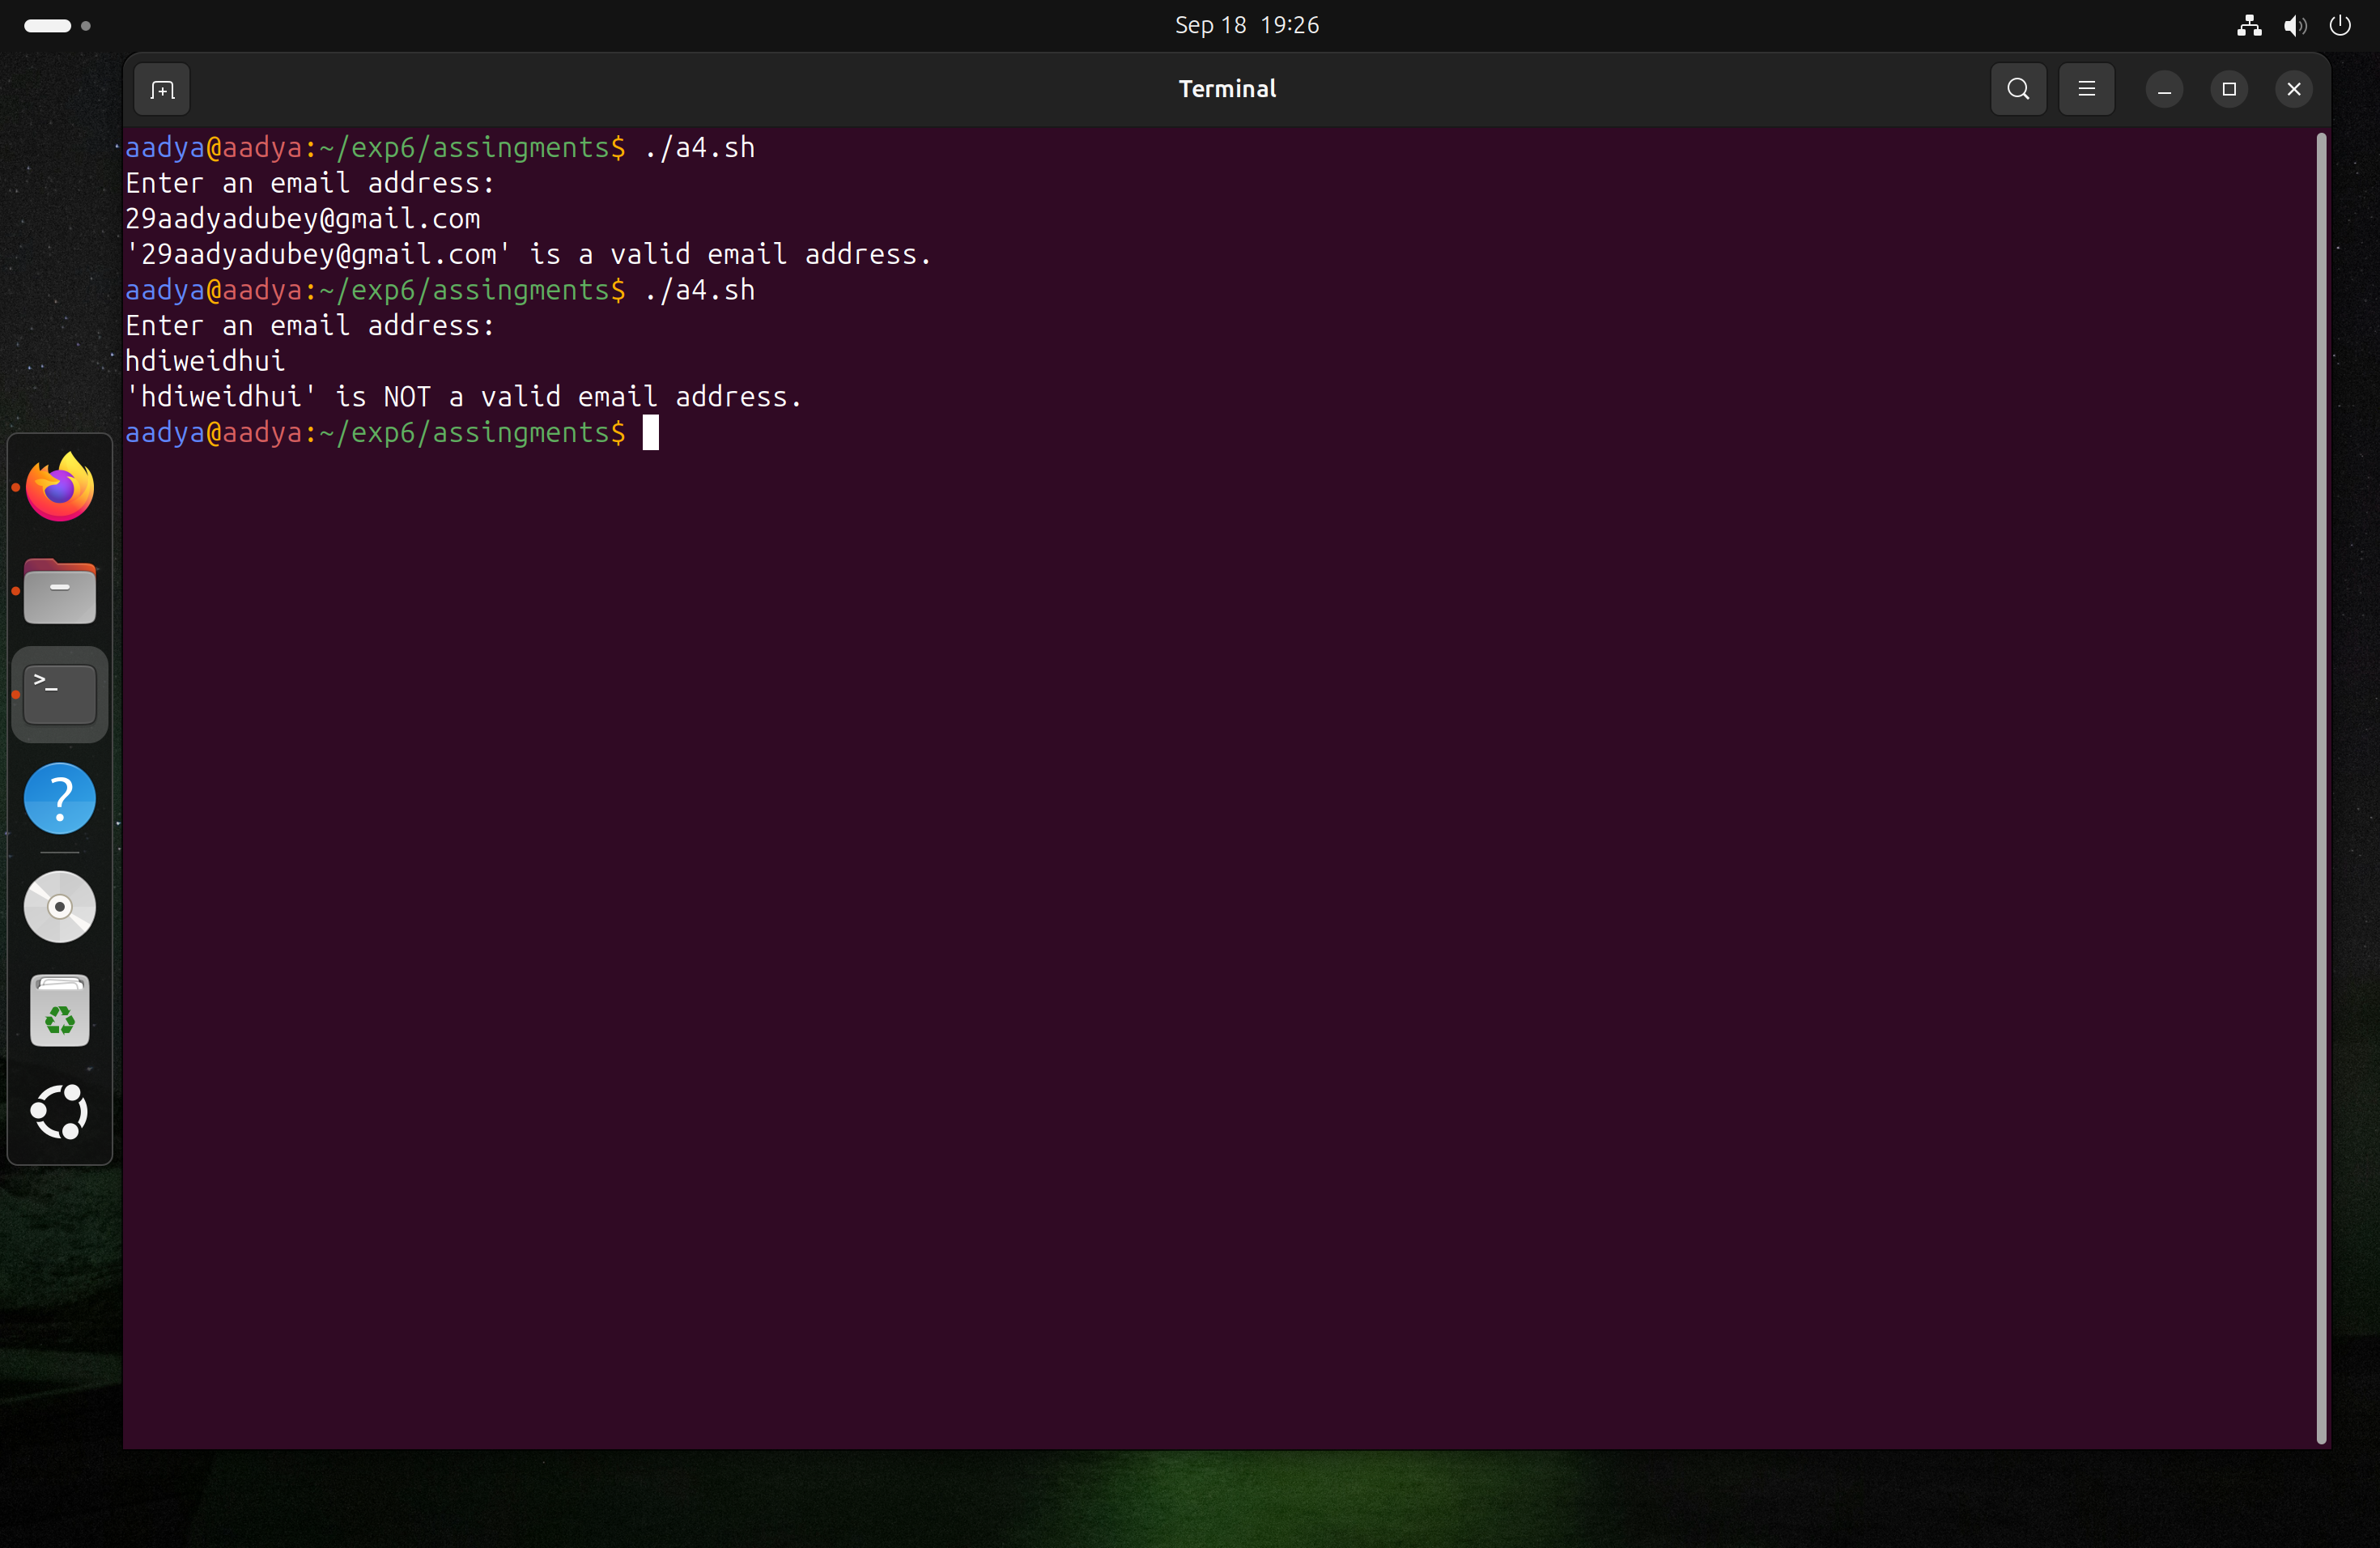 Sep 18 19:26
Terminal
aadya@aadya:~/exp6/assingments$ ./a4.sh
Enter an email address:
29aadyadubey@gmail.com
'29aadyadubey@gmail.com' is a valid email address.
aadya@aadya:~/exp6/assingments$ ./a4.sh
Enter an email address:
hdiweidhui
'hdiweidhui' is NOT a valid email address.
aadya@aadya:~/exp6/assingments$